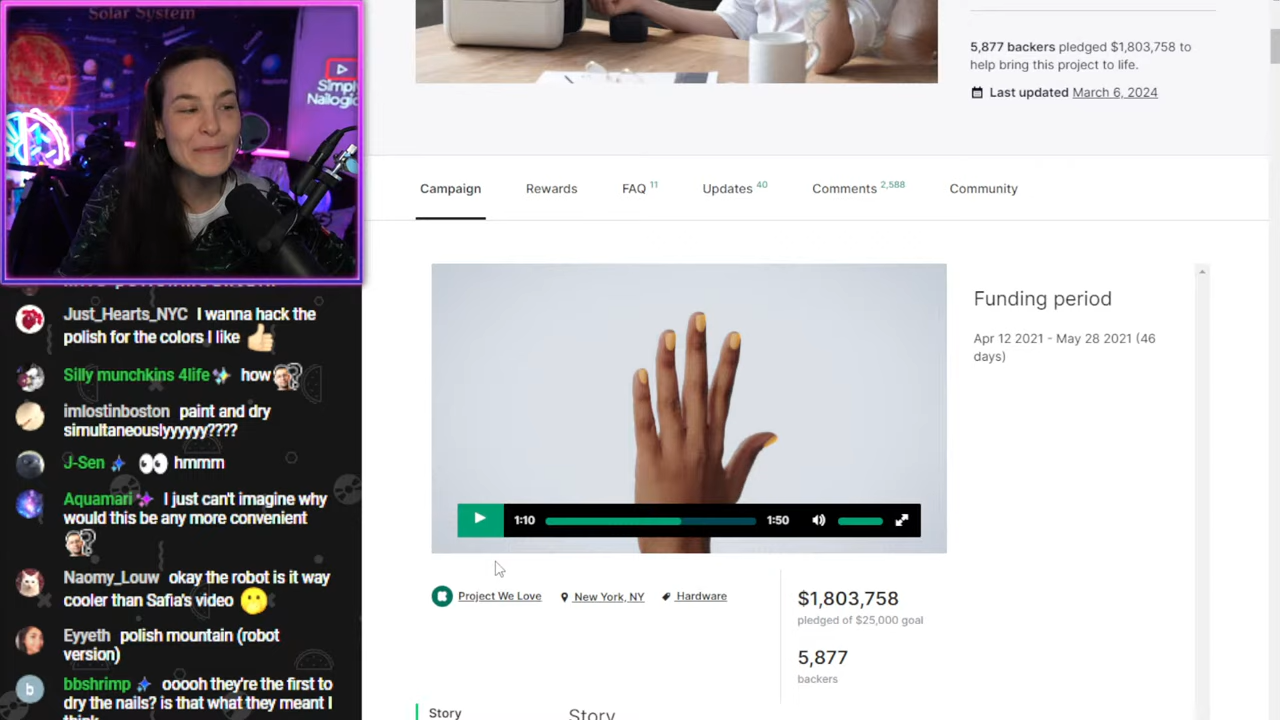 Solar System
Simply
Nailogical
Just_Hearts_NYC I wanna hack the
polish for the colors I like
Silly munchkins 4life how
imlostinboston paint and dry
simultaneouslyyyyyy????
J-Sen hmmm
Aquamari I just can't imagine why
would this be any more convenient
Naomy_Louw okay the robot is it way
cooler than Safia's video
Eyyeth polish mountain (robot
version)
b
bbshrimp ooooh they're the first to
dry the nails? is that what they meant I
think
5,877 backers pledged $1,803,758 to
help bring this project to life.
Last updated March 6, 2024
Campaign Rewards FAQ 11 Updates 40 Comments 2,588 Community
1:10 1:50
Funding period
Apr 12 2021 - May 28 2021 (46
days)
Project We Love New York, NY Hardware
$1,803,758
pledged of $25,000 goal
5,877
backers
Story
Story